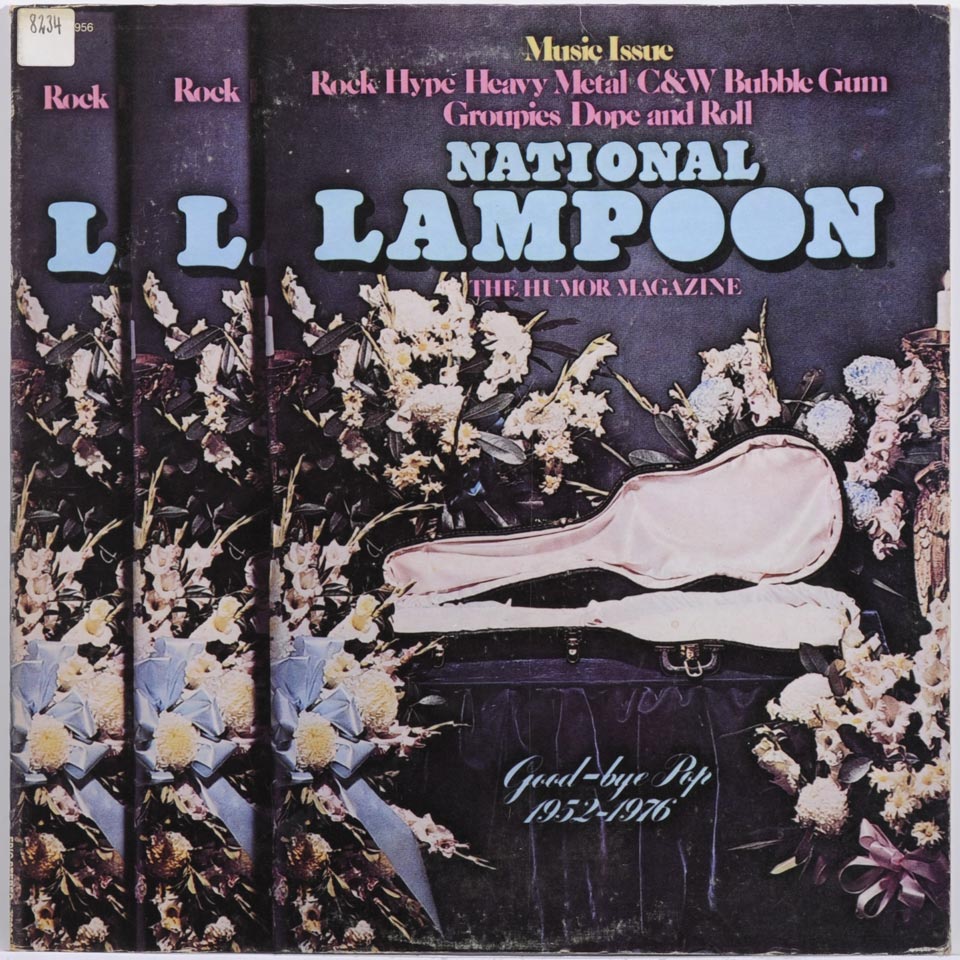 8234
956
Music Issue
Rock Hype Heavy Metal C&W Bubble Gum
Groupies Dope and Roll
NATIONAL
LAMPOON
THE HUMOR MAGAZINE
Good-bye Pop
1952-1976
Rock
L
Rock
L